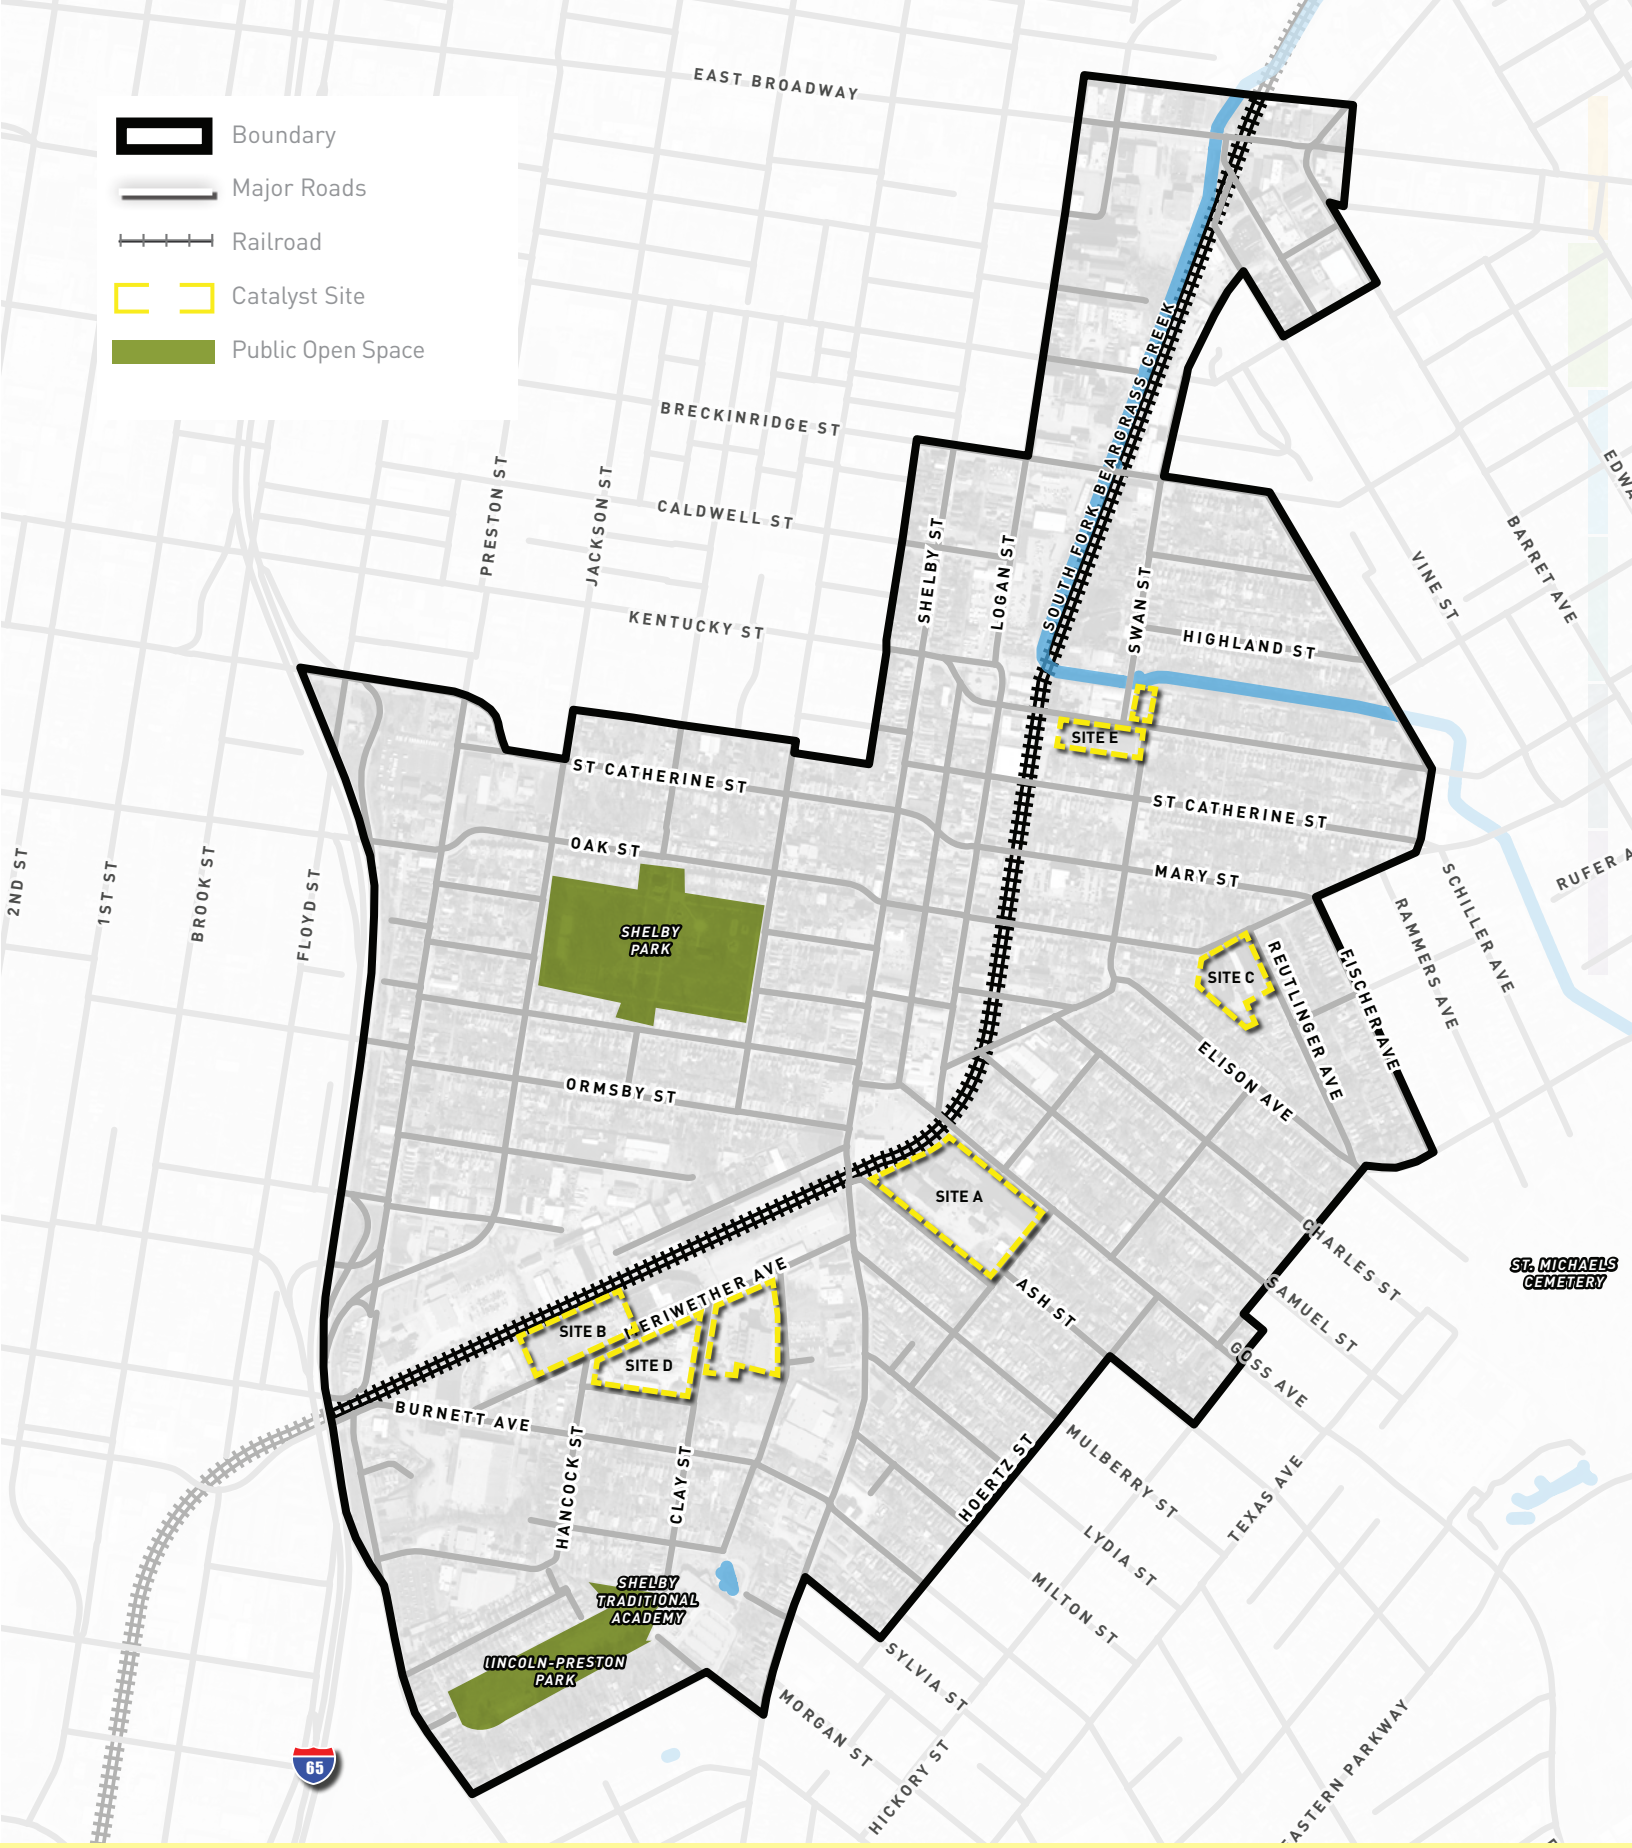 EAST BROADWAY
Boundary
Major Roads
Railroad
Catalyst Site
Public Open Space
BRECKINRIDGE ST
CALDWELL ST
KENTUCKY ST
PRESTON ST
JACKSON ST
SHELBY ST
LOGAN ST
SOUTH FORK BEARGRASS CREEK
SWAN ST
HIGHLAND ST
VINE ST
BARRET AVE
SITE E
ST CATHERINE ST
ST CATHERINE ST
OAK ST
MARY ST
2ND ST
1ST ST
BROOK ST
FLOYD ST
SHELBY
PARK
SITE C
REUTLINGER AVE
FISCHER AVE
RAMMERS AVE
SCHILLER AVE
RUFER A
ELISON AVE
ORMSBY ST
SITE A
ASH ST
CHARLES ST
SAMUEL ST
GOSS AVE
ST. MICHAELS
CEMETERY
MERIWETHER AVE
SITE B
SITE D
BURNETT AVE
HANCOCK ST
CLAY ST
HOERTZ ST
MULBERRY ST
TEXAS AVE
LYDIA ST
MILTON ST
SHELBY
TRADITIONAL
ACADEMY
LINCOLN-PRESTON
PARK
SYLVIA ST
MORGAN ST
HICKORY ST
EASTERN PARKWAY
65